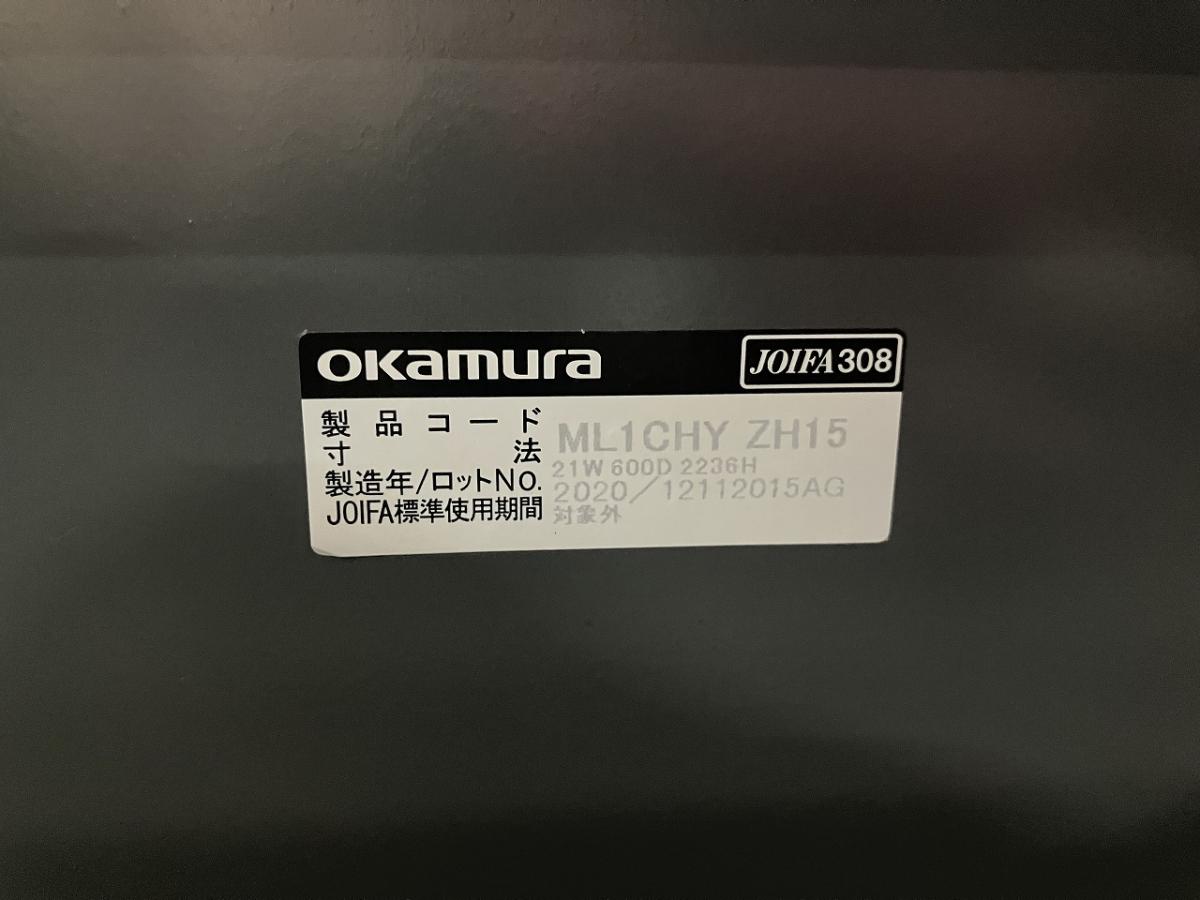 okamura JOIFA308
製品コード ML1CHY ZH15
寸法 21W 600D 2236H
製造年/ロットNo. 2020/12112015AG
JOIFA標準使用期間 対象外